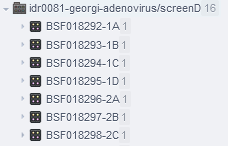 idr0081-georgi-adenovirus/screenD 16
BSF018292-1A 1
BSF018293-1B 1
BSF018294-1C 1
BSF018295-1D 1
BSF018296-2A 1
BSF018297-2B 1
BSF018298-2C 1